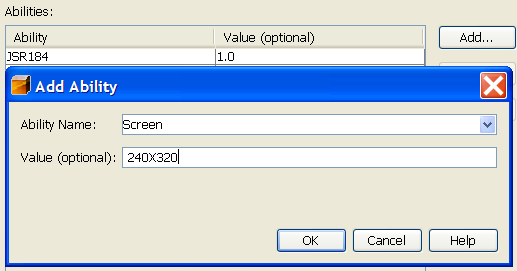 Abilities:
Ability Value (optional) Add...
JSR184 1.0
Add Ability
Ability Name: Screen
Value (optional): 240X320
OK Cancel Help